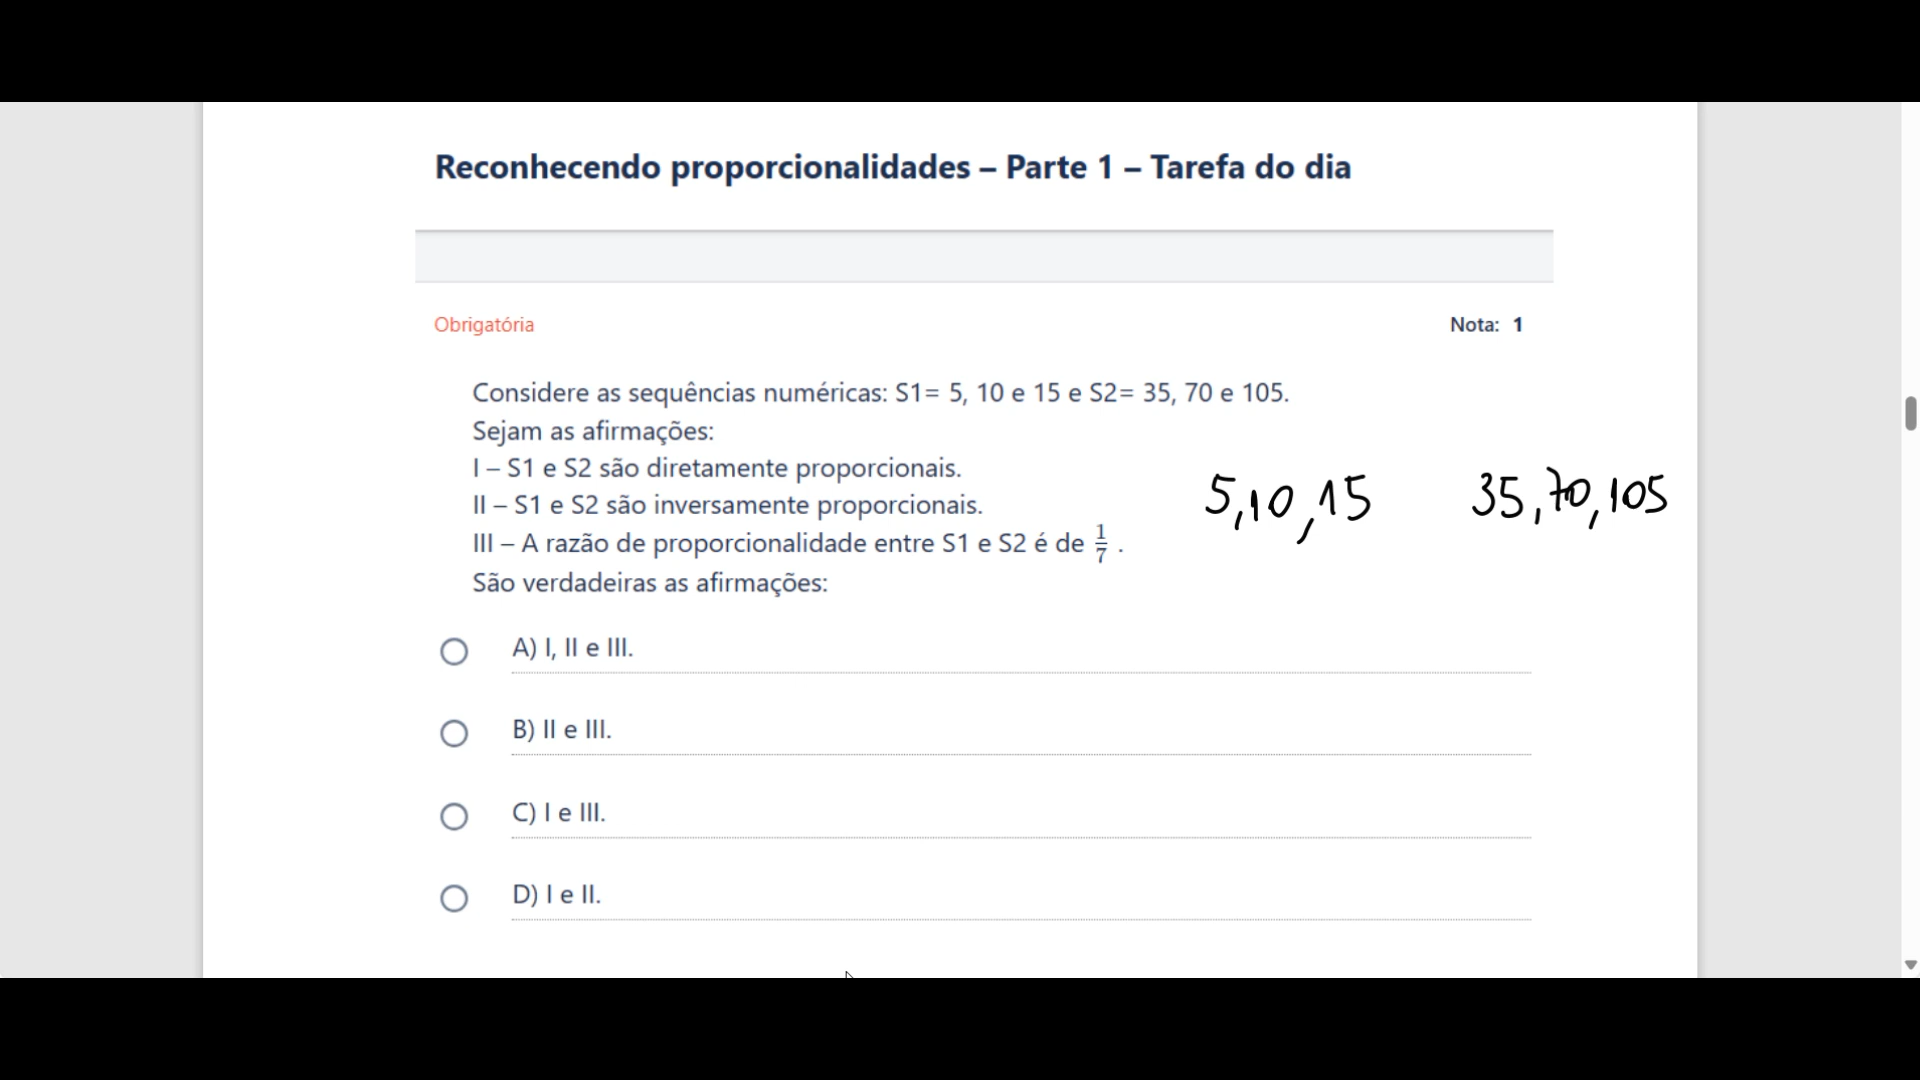 Reconhecendo proporcionalidades – Parte 1 – Tarefa do dia
Obrigatória
Nota: 1
Considere as sequências numéricas: S1= 5, 10 e 15 e S2= 35, 70 e 105.
Sejam as afirmações:
I – S1 e S2 são diretamente proporcionais.
II – S1 e S2 são inversamente proporcionais.
5,10,15 35,70,105
III – A razão de proporcionalidade entre S1 e S2 é de 1/7 .
São verdadeiras as afirmações:
A) I, II e III.
B) II e III.
C) I e III.
D) I e II.